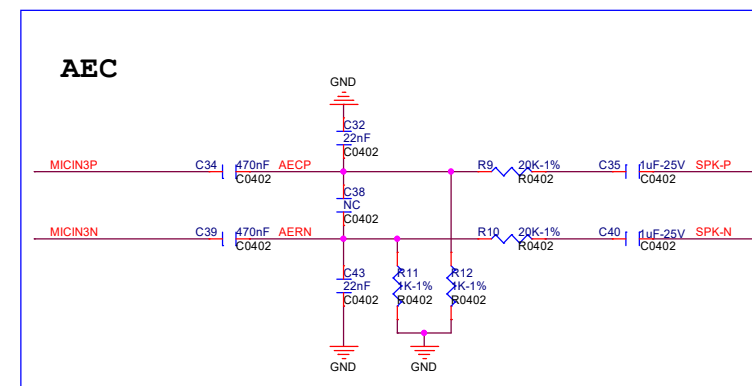 AEC
GND
C32
22nF
C0402
MICIN3P C34 470nF AECP R9 20K-1% C35 1uF-25V SPK-P
C0402 R0402 C0402
C38
NC
C0402
MICIN3N C39 470nF AERN R10 20K-1% C40 1uF-25V SPK-N
C0402 R0402 C0402
C43 R11 R12
22nF 1K-1% 1K-1%
C0402 R0402 R0402
GND GND